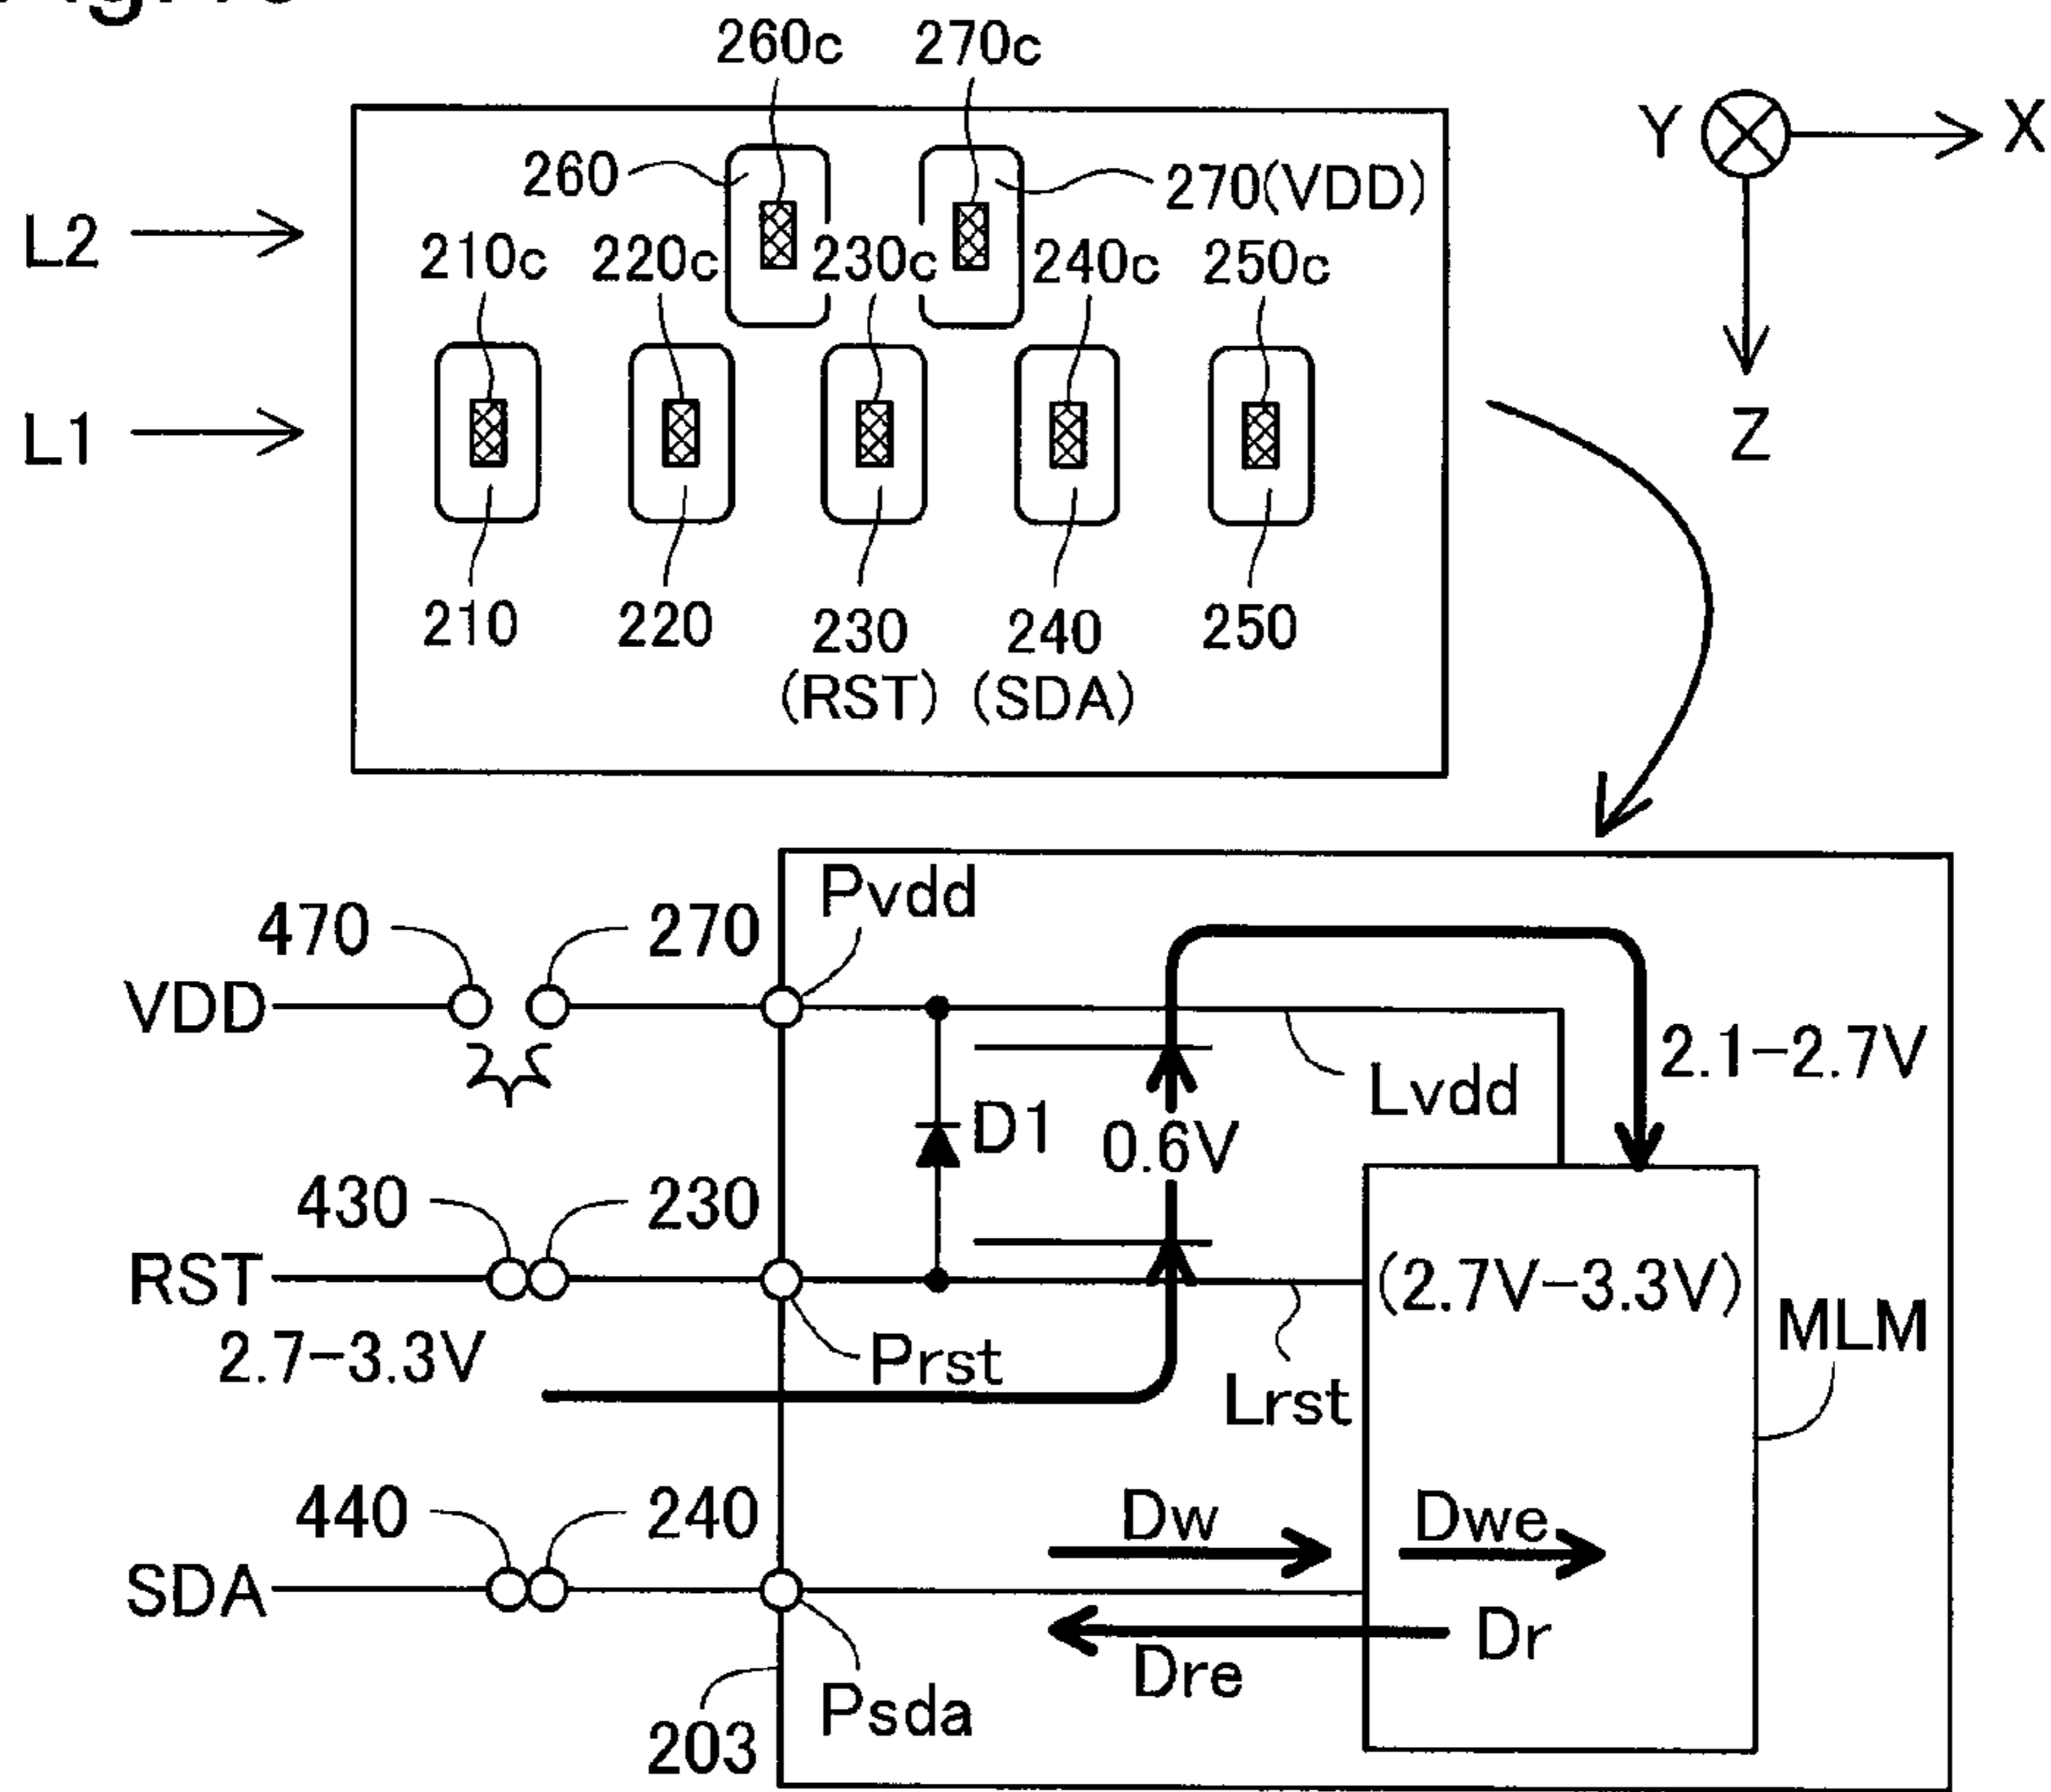 260c 270c
Y X
260 270(VDD)
L2
210c 220c 230c 240c 250c
L1
Z
210 220 230 240 250
(RST) (SDA)
Pvdd
470 270
VDD
2.1-2.7V
Lvdd
D1 0.6V
430 230
RST
(2.7V-3.3V)
MLM
2.7-3.3V
Prst
Lrst
440 240
Dw Dwe
SDA
Dr
Dre
Psda
203